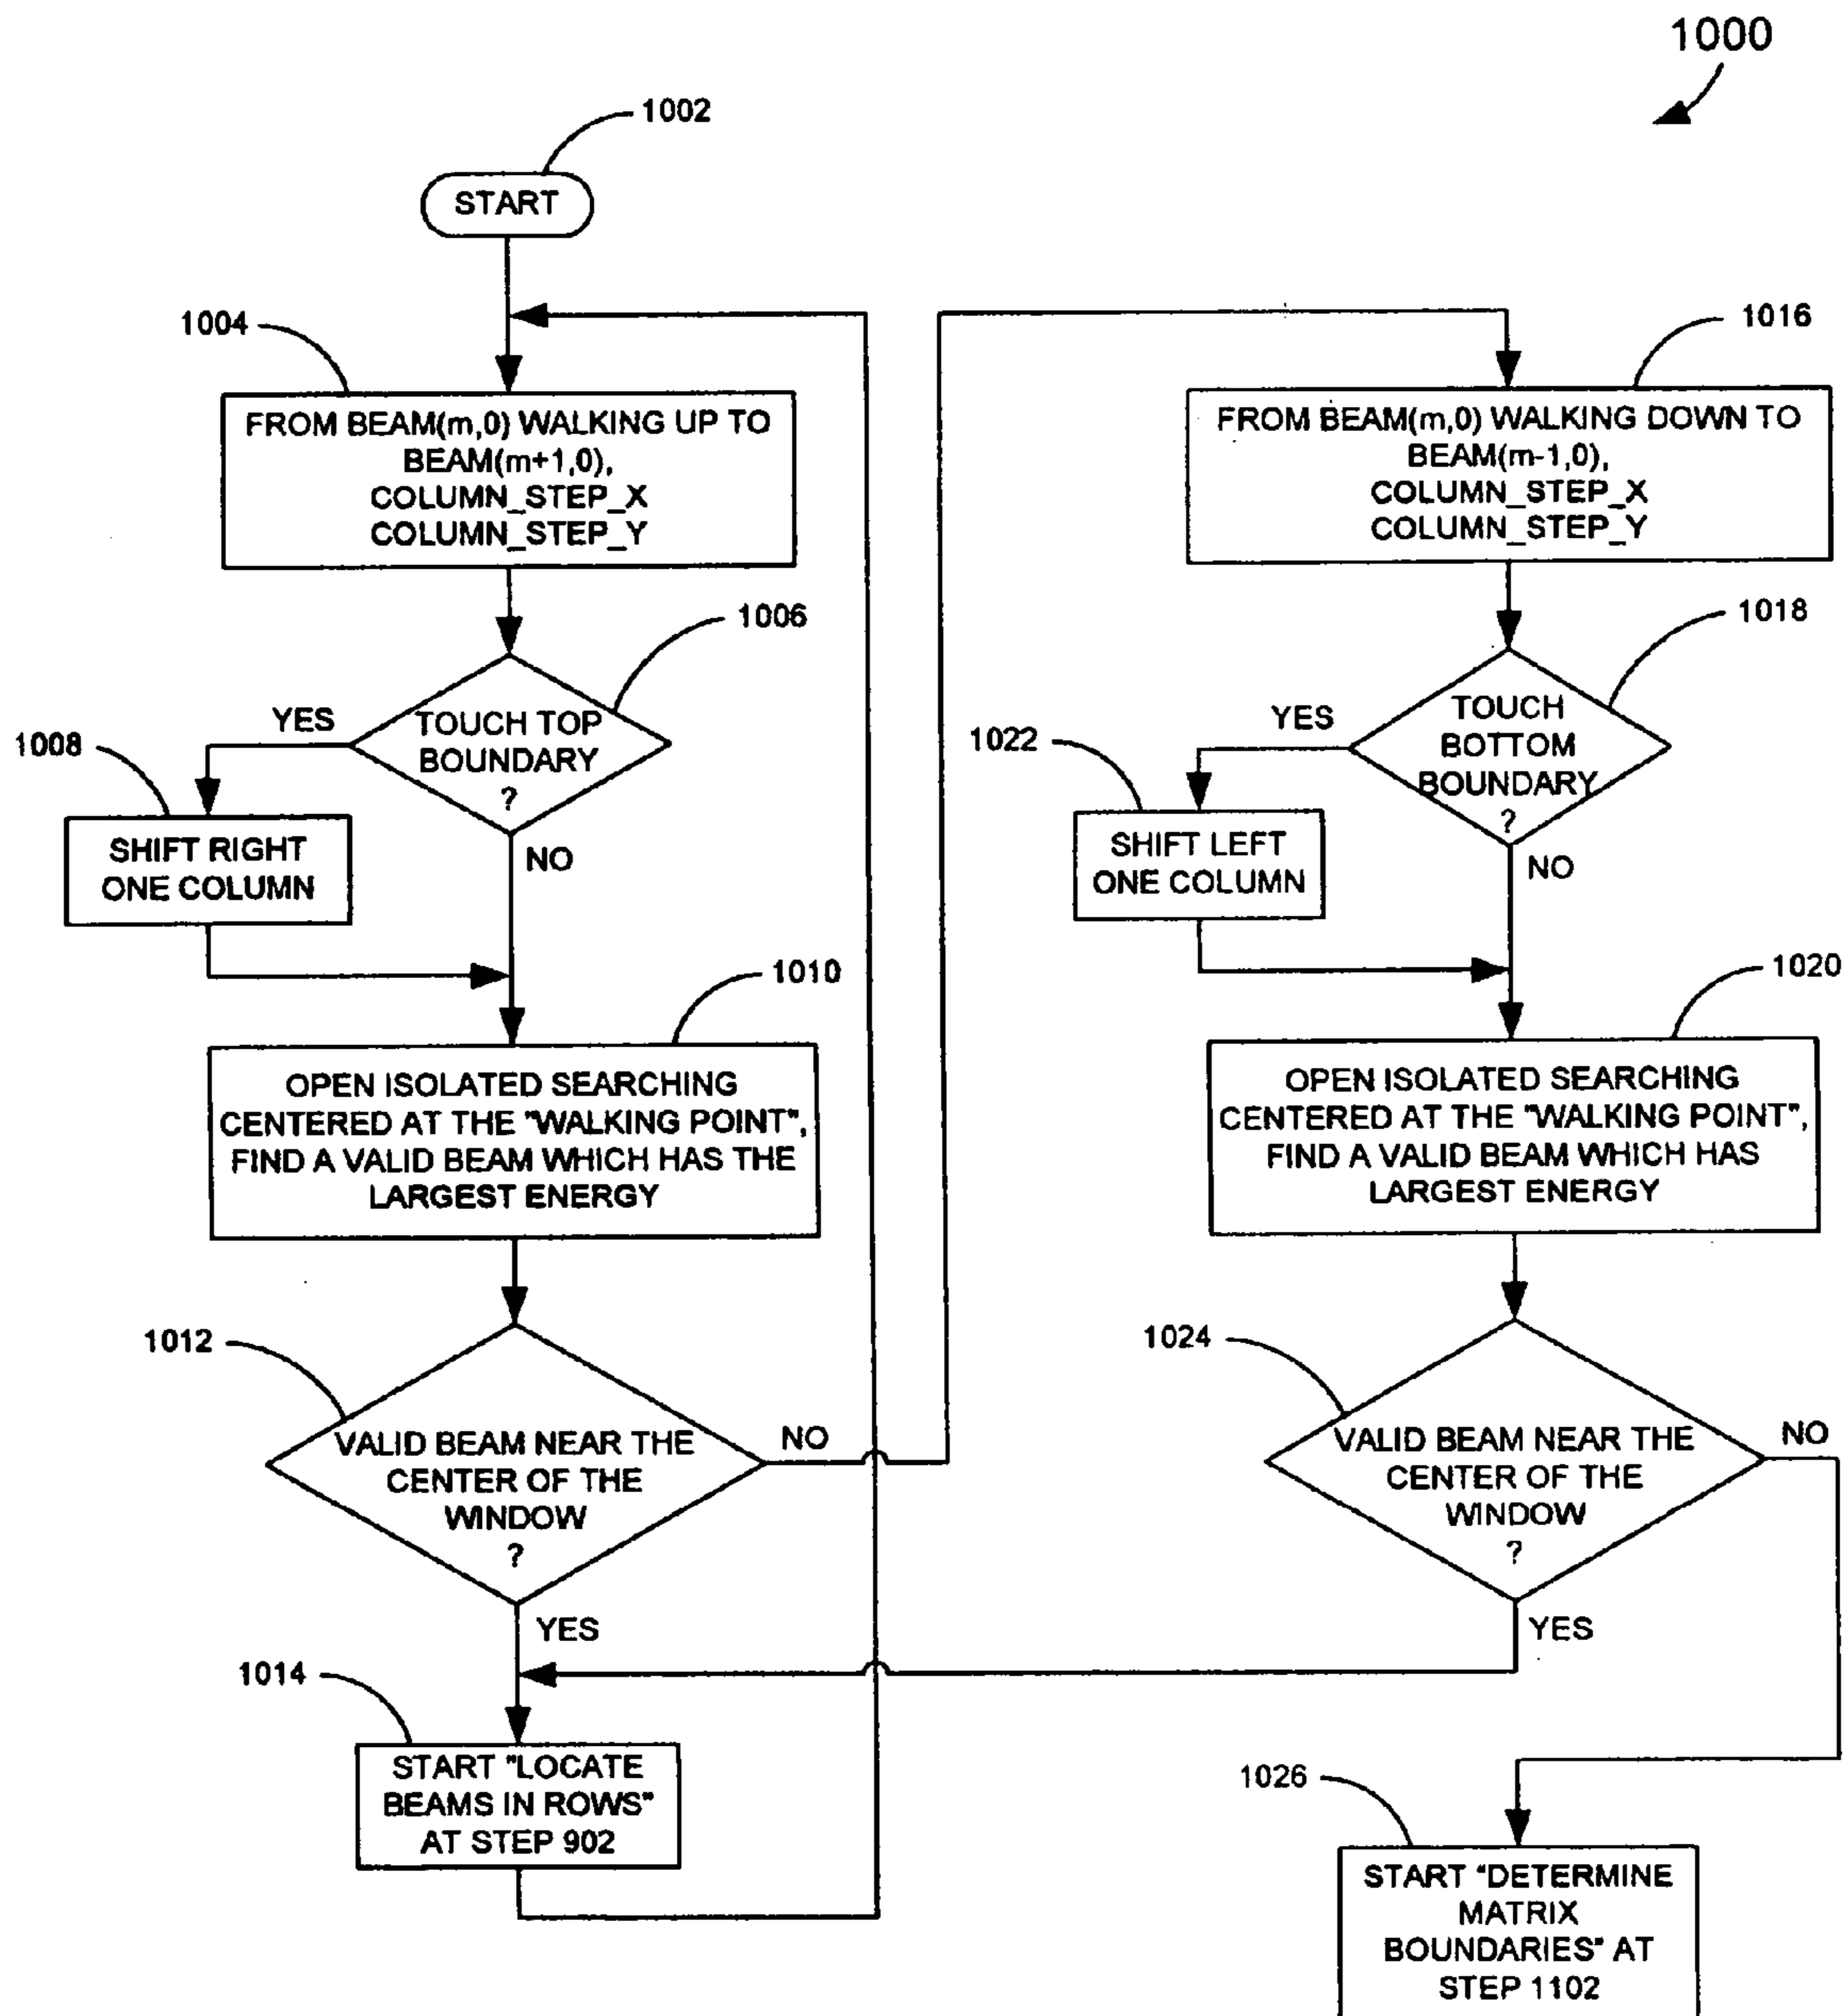 1000
1002
START
1004
FROM BEAM(m,0) WALKING UP TO
BEAM(m+1,0),
COLUMN_STEP_X
COLUMN_STEP_Y
1006
YES
TOUCH TOP
BOUNDARY
?
1008
SHIFT RIGHT
ONE COLUMN
NO
1010
OPEN ISOLATED SEARCHING
CENTERED AT THE "WALKING POINT",
FIND A VALID BEAM WHICH HAS THE
LARGEST ENERGY
1012
VALID BEAM NEAR THE
CENTER OF THE
WINDOW
?
NO
YES
1014
START "LOCATE
BEAMS IN ROWS"
AT STEP 902
1016
FROM BEAM(m,0) WALKING DOWN TO
BEAM(m-1,0),
COLUMN_STEP_X
COLUMN_STEP_Y
1018
YES
TOUCH
BOTTOM
BOUNDARY
?
1022
SHIFT LEFT
ONE COLUMN
NO
1020
OPEN ISOLATED SEARCHING
CENTERED AT THE "WALKING POINT",
FIND A VALID BEAM WHICH HAS
LARGEST ENERGY
1024
VALID BEAM NEAR THE
CENTER OF THE
WINDOW
?
NO
YES
1026
START "DETERMINE
MATRIX
BOUNDARIES" AT
STEP 1102